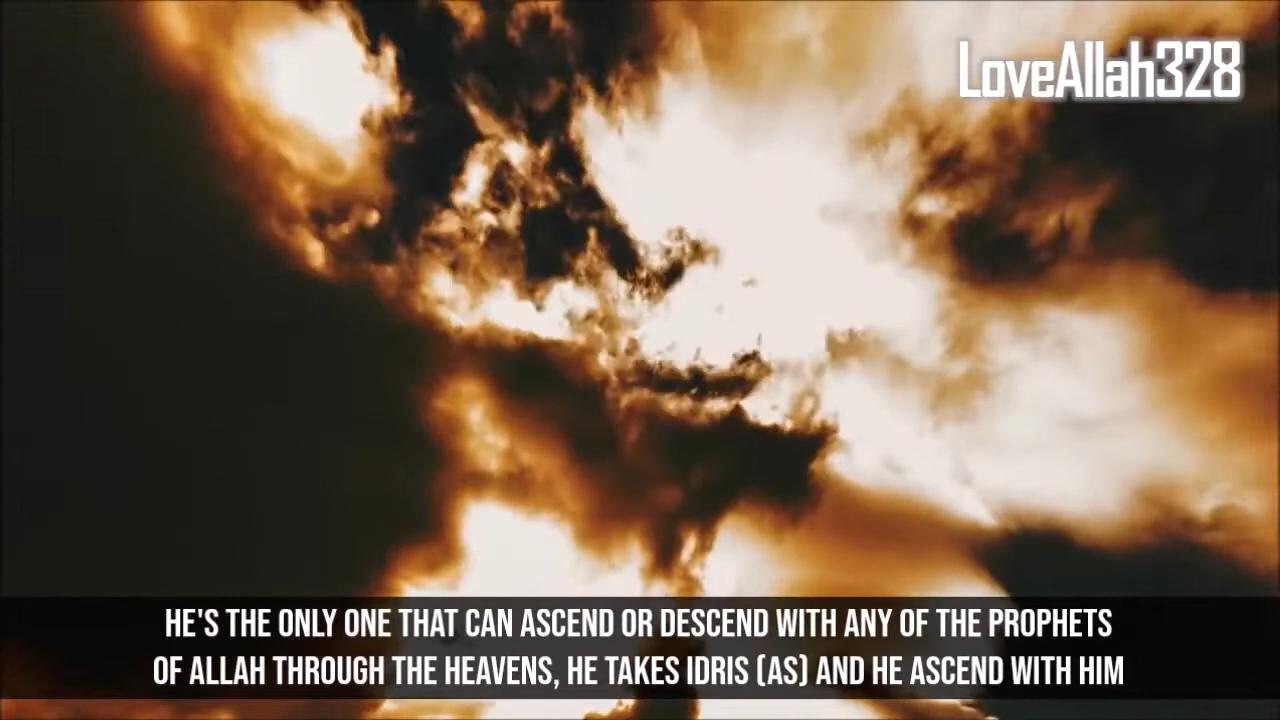 LoveAllah328
HE'S THE ONLY ONE THAT CAN ASCEND OR DESCEND WITH ANY OF THE PROPHETS
OF ALLAH THROUGH THE HEAVENS, HE TAKES IDRIS (AS) AND HE ASCEND WITH HIM